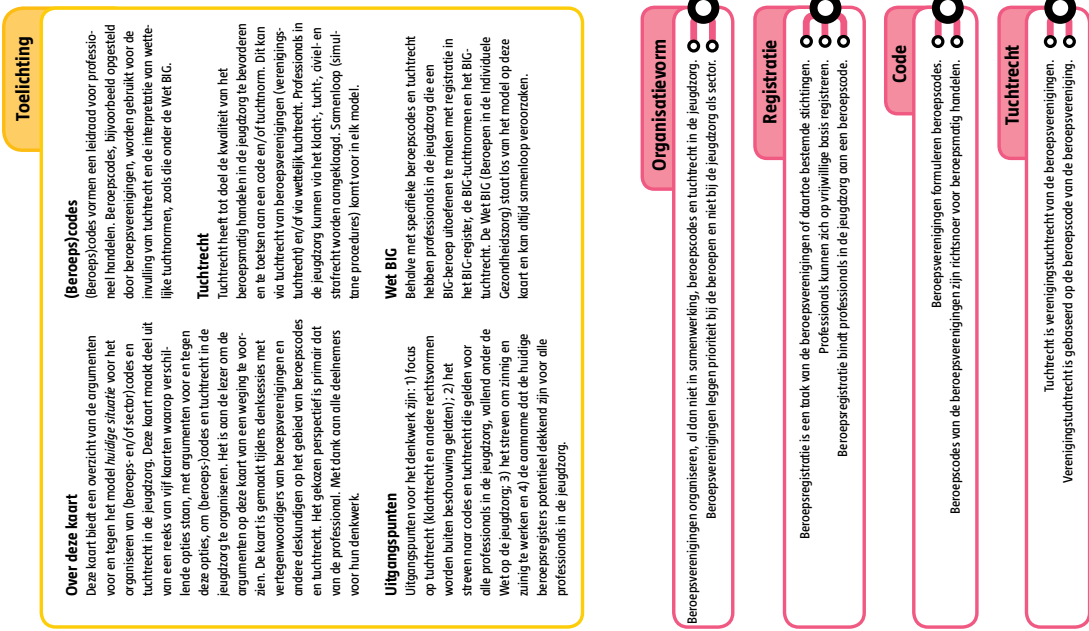 Toelichting
Over deze kaart
Deze kaart biedt een overzicht van de argumenten
voor en tegen het model huidige situatie voor het
organiseren van (beroeps- en/of sector)codes en
tuchtrecht in de jeugdzorg. Deze kaart maakt deel uit
van een reeks van vijf kaarten waarop verschil-
lende opties staan, met argumenten voor en tegen
deze opties, om (beroeps-)codes en tuchtrecht in de
jeugdzorg te organiseren. Het is aan de lezer om de
argumenten op deze kaart van een weging te voor-
zien. De kaart is gemaakt tijdens denksessies met
vertegenwoordigers van beroepsverenigingen en
andere deskundigen op het gebied van beroepscodes
en tuchtrecht. Het gekozen perspectief is primair dat
van de professional. Met dank aan alle deelnemers
voor hun denkwerk.
Uitgangspunten
Uitgangspunten voor het denkwerk zijn: 1) focus
op tuchtrecht (klachtrecht en andere rechtsvormen
worden buiten beschouwing gelaten); 2) het
streven naar codes en tuchtrecht die gelden voor
alle professionals in de jeugdzorg, vallend onder de
Wet op de jeugdzorg; 3) het streven om zinnig en
zuinig te werken en 4) de aanname dat de huidige
beroepsregisters potentieel dekkend zijn voor alle
professionals in de jeugdzorg.
(Beroeps)codes
(Beroeps)codes vormen een leidraad voor professio-
neel handelen. Beroepscodes, bijvoorbeeld opgesteld
door beroepsverenigingen, worden gebruikt voor de
invulling van tuchtrecht en de interpretatie van wette-
lijke tuchtnormen, zoals die onder de Wet BIG.
Tuchtrecht
Tuchtrecht heeft tot doel de kwaliteit van het
beroepsmatig handelen in de jeugdzorg te bevorderen
en te toetsen aan een code en/of tuchtnorm. Dit kan
via tuchtrecht van beroepsverenigingen (verenigings-
tuchtrecht) en/of via wettelijk tuchtrecht. Professionals in
de jeugdzorg kunnen via het klacht-, tucht-, civiel- en
strafrecht worden aangeklaagd. Samenloop (simul-
tane procedures) komt voor in elk model.
Wet BIG
Behalve met specifieke beroepscodes en tuchtrecht
hebben professionals in de jeugdzorg die een
BIG-beroep uitoefenen te maken met registratie in
het BIG-register, de BIG-tuchtnormen en het BIG-
tuchtrecht. De Wet BIG (Beroepen in de Individuele
Gezondheidszorg) staat los van het model op deze
kaart en kan altijd samenloop veroorzaken.
Organisatievorm
Beroepsverenigingen organiseren, al dan niet in samenwerking, beroepscodes en tuchtrecht in de jeugdzorg.
Beroepsverenigingen leggen prioriteit bij de beroepen en niet bij de jeugdzorg als sector.
Registratie
Beroepsregistratie is een taak van de beroepsverenigingen of daartoe bestemde stichtingen.
Professionals kunnen zich op vrijwillige basis registreren.
Beroepsregistratie bindt professionals in de jeugdzorg aan een beroepscode.
Code
Beroepsverenigingen formuleren beroepscodes.
Beroepscodes van de beroepsverenigingen zijn richtsnoer voor beroepsmatig handelen.
Tuchtrecht
Tuchtrecht is verenigingstuchtrecht van de beroepsverenigingen.
Verenigingstuchtrecht is gebaseerd op de beroepscode van de beroepsvereniging.